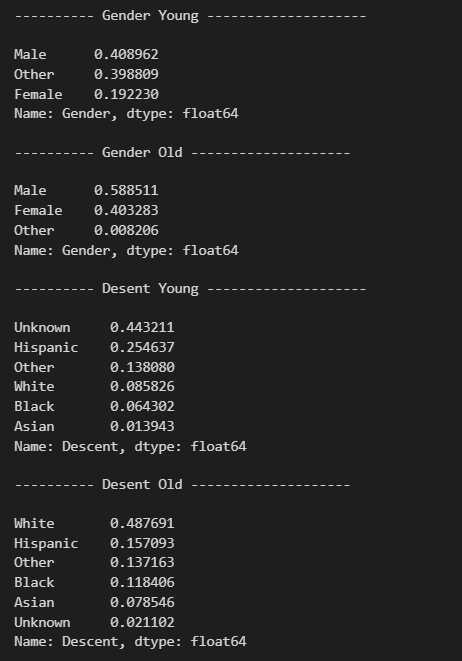 ---------- Gender Young --------------------
Male      0.408962
Other     0.398809
Female    0.192230
Name: Gender, dtype: float64
---------- Gender Old --------------------
Male      0.588511
Female    0.403283
Other     0.008206
Name: Gender, dtype: float64
---------- Desent Young --------------------
Unknown     0.443211
Hispanic    0.254637
Other       0.138080
White       0.085826
Black       0.064302
Asian       0.013943
Name: Descent, dtype: float64
---------- Desent Old --------------------
White       0.487691
Hispanic    0.157093
Other       0.137163
Black       0.118406
Asian       0.078546
Unknown     0.021102
Name: Descent, dtype: float64